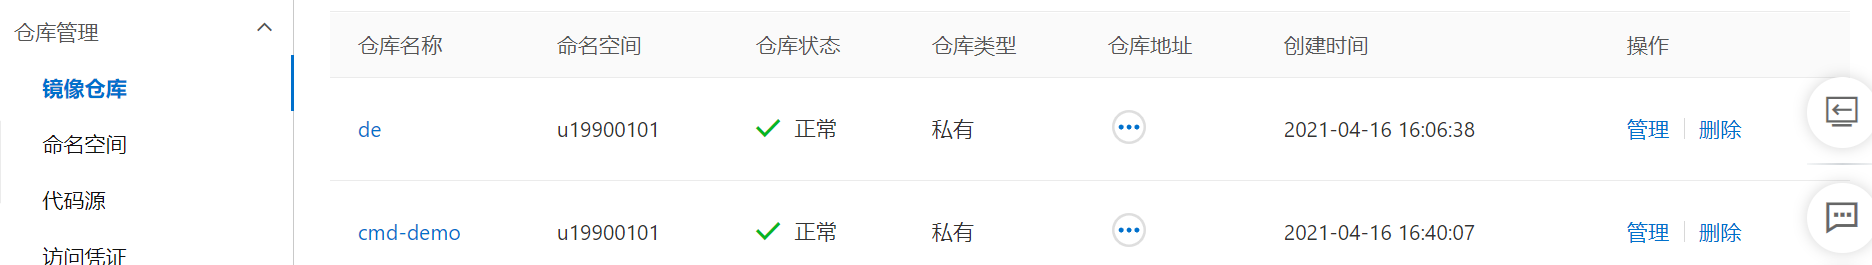 仓库管理
镜像仓库
命名空间
代码源
访问凭证
仓库名称 命名空间 仓库状态 仓库类型 仓库地址 创建时间 操作
de u19900101 正常 私有 2021-04-16 16:06:38 管理 删除
cmd-demo u19900101 正常 私有 2021-04-16 16:40:07 管理 删除